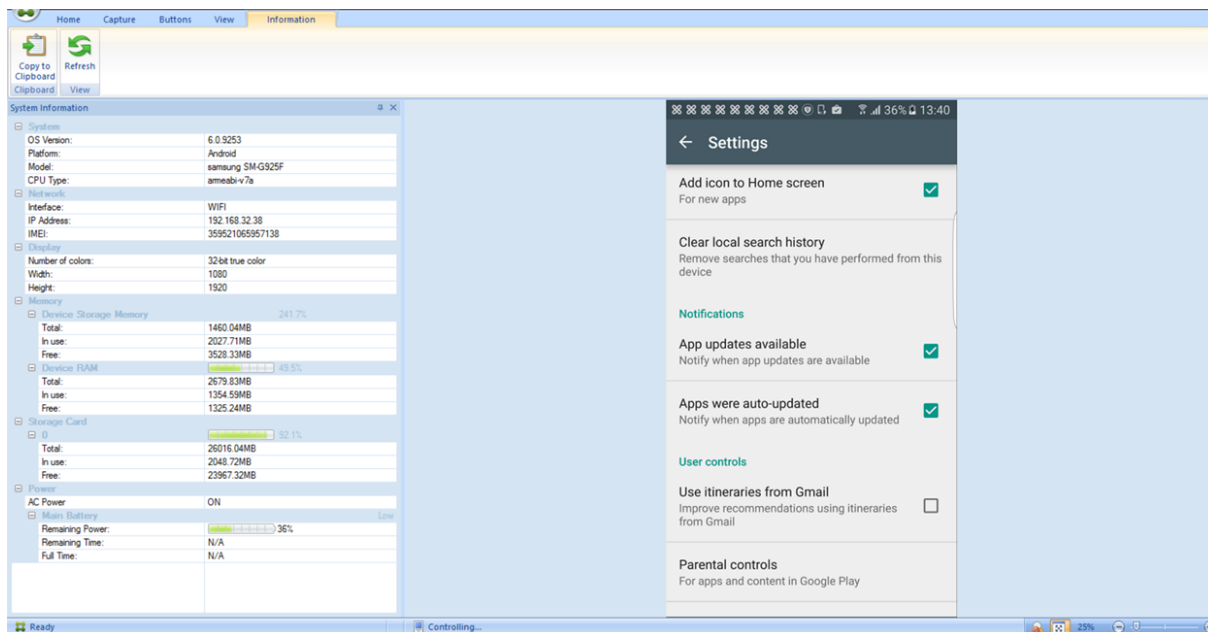 Home Capture Buttons View Information
Copy to Clipboard
Refresh
Clipboard View
System Information
System
OS Version: 6.0.9253
Platform: Android
Model: samsung SM-G925F
CPU Type: armeabi-v7a
Network
Interface: WIFI
IP Address: 192.168.32.38
IMEI: 359521065957138
Display
Number of colors: 32-bit true color
Width: 1080
Height: 1920
Memory
Device Storage Memory 241.7%
Total: 1460.04MB
In use: 2027.71MB
Free: 3528.33MB
Device RAM 49.5%
Total: 2679.83MB
In use: 1354.59MB
Free: 1325.24MB
Storage Card
0 92.1%
Total: 26016.04MB
In use: 2048.72MB
Free: 23967.32MB
Power
AC Power ON
Main Battery Low
Remaining Power: 36%
Remaining Time: N/A
Full Time: N/A
Ready
36% 13:40
Settings
Add icon to Home screen
For new apps
Clear local search history
Remove searches that you have performed from this
device
Notifications
App updates available
Notify when app updates are available
Apps were auto-updated
Notify when apps are automatically updated
User controls
Use itineraries from Gmail
Improve recommendations using itineraries
from Gmail
Parental controls
For apps and content in Google Play
Controlling...
25%